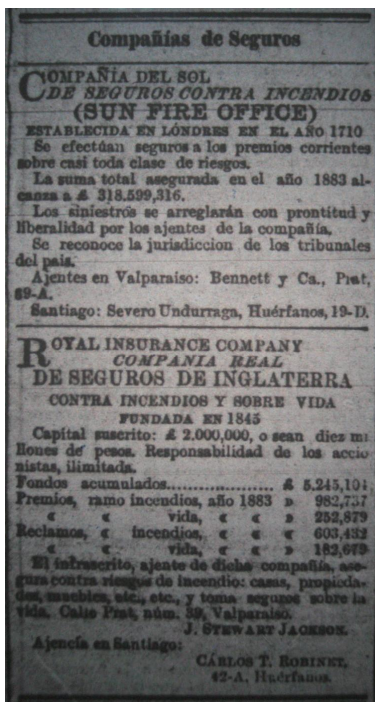 Compañías de Seguros
COMPAÑÍA DEL SOL
DE SEGUROS CONTRA INCENDIOS
(SUN FIRE OFFICE)
ESTABLECIDA EN LÓNDRES EN EL AÑO 1710
Se efectúan seguros a los premios corrientes
sobre casi toda clase de riesgos.
La suma total asegurada en el año 1883 al-
canza a £ 318.599,316.
Los siniestros se arreglarán con prontitud y
liberalidad por los ajentes de la compañía.
Se reconoce la jurisdiccion de los tribunales
del pais.
Ajentes en Valparaiso: Bennett y Ca., Prat,
59-A.
Santiago: Severo Undurraga, Huérfanos, 19-D.
ROYAL INSURANCE COMPANY
COMPANIA REAL
DE SEGUROS DE INGLATERRA
CONTRA INCENDIOS Y SOBRE VIDA
FUNDADA EN 1845
Capital suscrito: £ 2.000,000, o sean diez mi
llones de pesos. Responsabilidad de los accio
nistas, ilimitada.
Fondos acumulados.................. £ 5.245,104
Premios, ramo incendios, año 1883 » 982,737
« « vida, « « » 252,879
Reclamos, « incendios, « « » 603,432
« « vida, « « » 182,679
El infrascrito, ajente de dicha compañía, ase-
gura contra riesgos de incendio: casas, propieda-
des, muebles, etc., etc., y toma seguros sobre la
vida. Calle Prat, núm. 39, Valparaiso.
J. STEWART JACKSON.
Ajencia en Santiago:
CÁRLOS T. ROBINET,
42-A, Huérfanos.